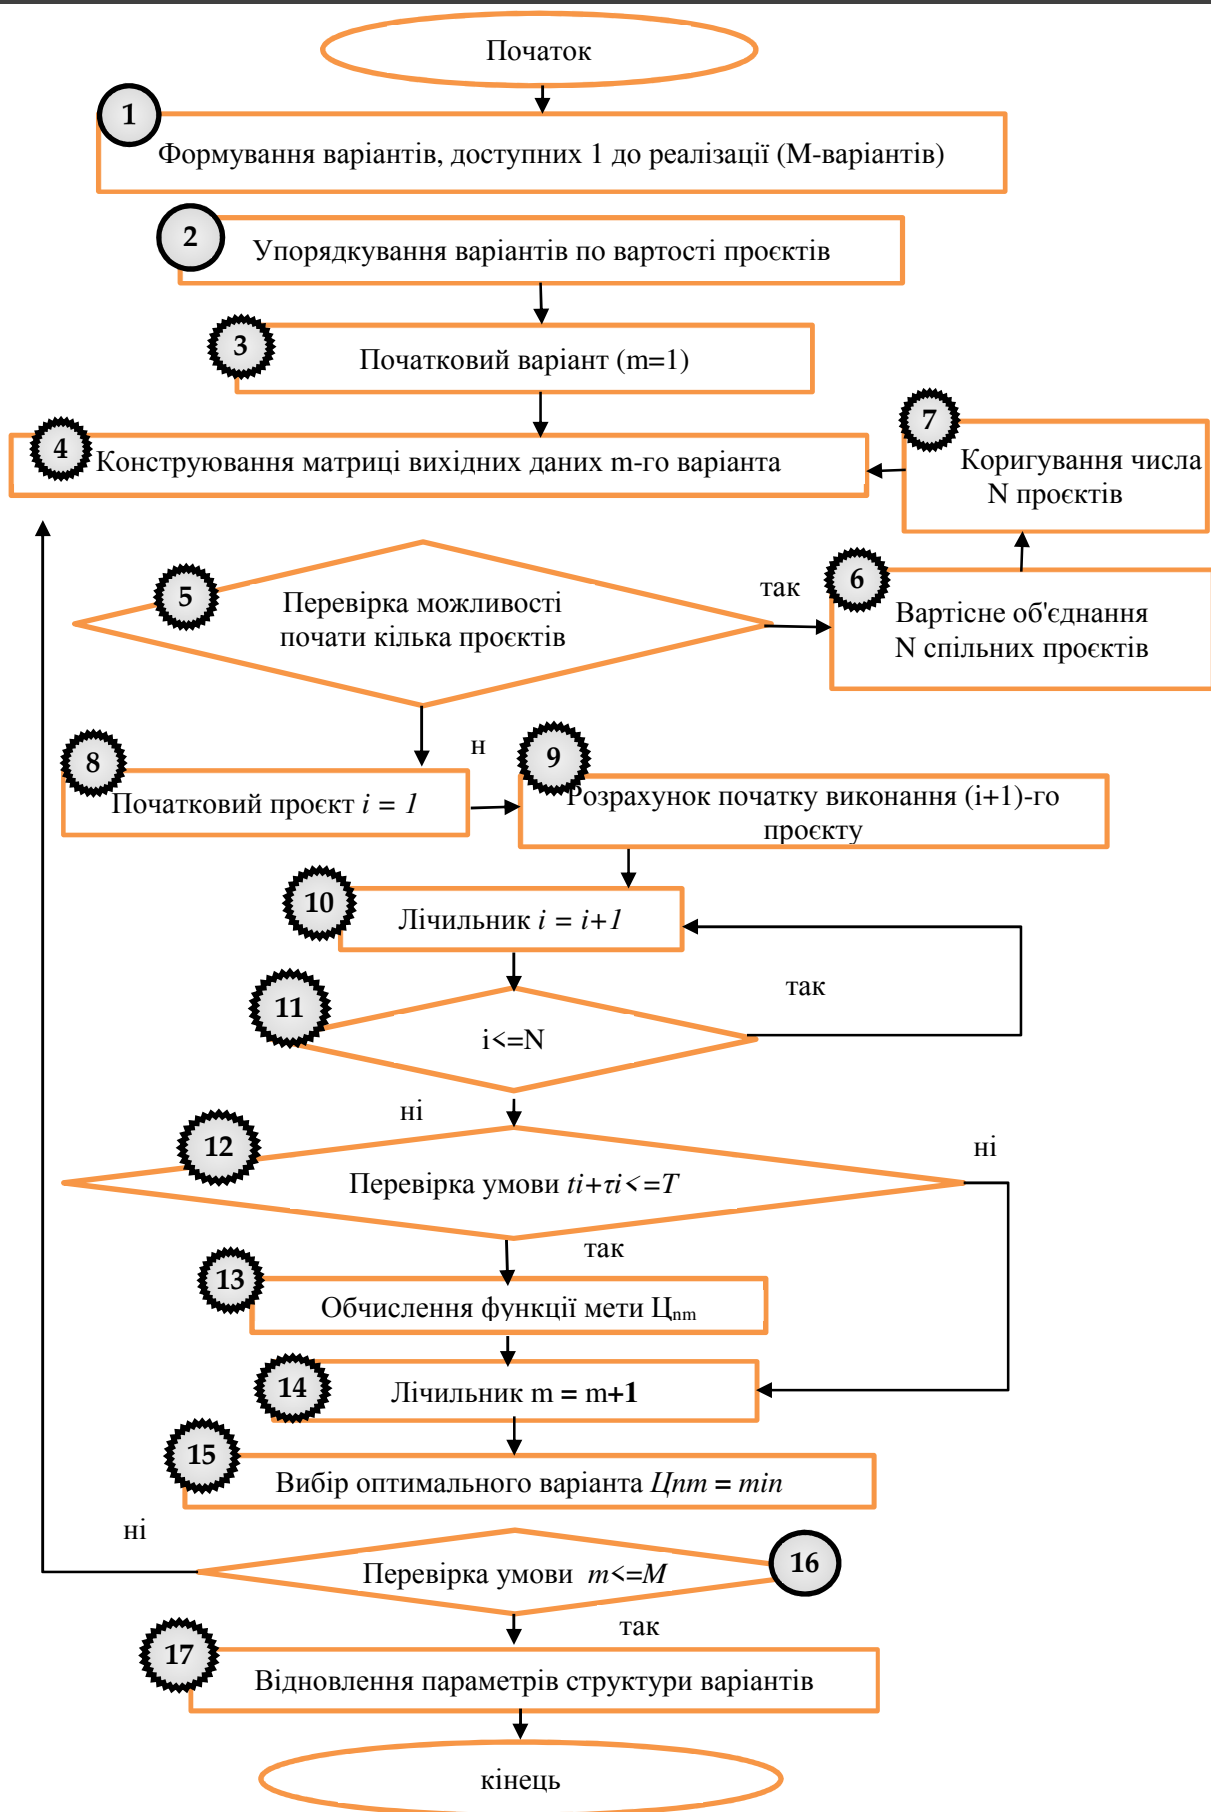 Початок
1
Формування варіантів, доступних 1 до реалізації (М-варіантів)
2
Упорядкування варіантів по вартості проєктів
3
Початковий варіант (m=1)
4
Конструювання матриці вихідних даних m-го варіанта
7
Коригування числа
N проєктів
5
Перевірка можливості
почати кілька проєктів
так
6
Вартісне об'єднання
N спільних проєктів
8
Початковий проєкт i = 1
н
9
Розрахунок початку виконання (i+1)-го
проєкту
10
Лічильник i = i+1
11
i<=N
так
ні
12
Перевірка умови ti+τi<=T
ні
так
13
Обчислення функції мети Цnm
14
Лічильник m = m+1
15
Вибір оптимального варіанта Цnm = min
ні
Перевірка умови m<=M
16
так
17
Відновлення параметрів структури варіантів
кінець